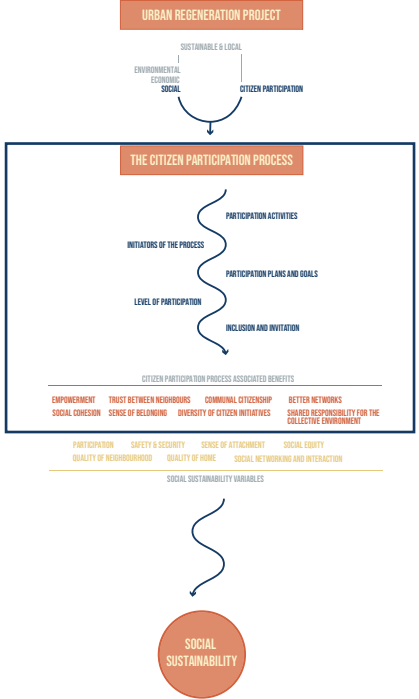 URBAN REGENERATION PROJECT
SUSTAINABLE & LOCAL
ENVIRONMENTAL
ECONOMIC
SOCIAL
CITIZEN PARTICIPATION
THE CITIZEN PARTICIPATION PROCESS
PARTICIPATION ACTIVITIES
INITIATORS OF THE PROCESS
PARTICIPATION PLANS AND GOALS
LEVEL OF PARTICIPATION
INCLUSION AND INVITATION
CITIZEN PARTICIPATION PROCESS ASSOCIATED BENEFITS
EMPOWERMENT TRUST BETWEEN NEIGHBOURS COMMUNAL CITIZENSHIP BETTER NETWORKS
SOCIAL COHESION SENSE OF BELONGING DIVERSITY OF CITIZEN INITIATIVES SHARED RESPONSIBILITY FOR THE
COLLECTIVE ENVIRONMENT
PARTICIPATION SAFETY & SECURITY SENSE OF ATTACHMENT SOCIAL EQUITY
QUALITY OF NEIGHBOURHOOD QUALITY OF HOME SOCIAL NETWORKING AND INTERACTION
SOCIAL SUSTAINABILITY VARIABLES
SOCIAL
SUSTAINABILITY